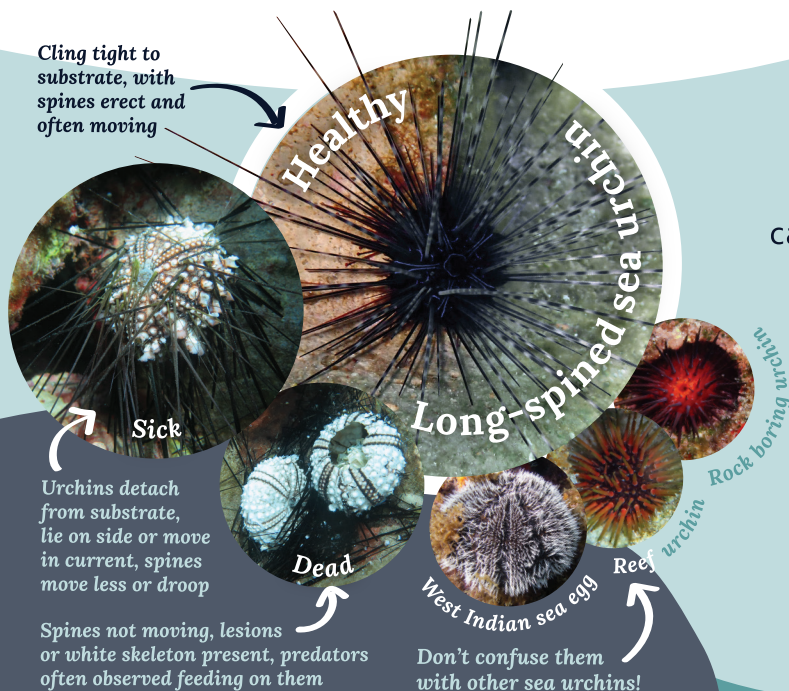 Cling tight to
substrate, with
spines erect and
often moving
Healthy
Long-spined sea urchin
ca
Sick
Urchins detach
from substrate,
lie on side or move
in current, spines
move less or droop
Dead
Spines not moving, lesions
or white skeleton present, predators
often observed feeding on them
Rock boring urchin
Reef urchin
West Indian sea egg
Don't confuse them
with other sea urchins!